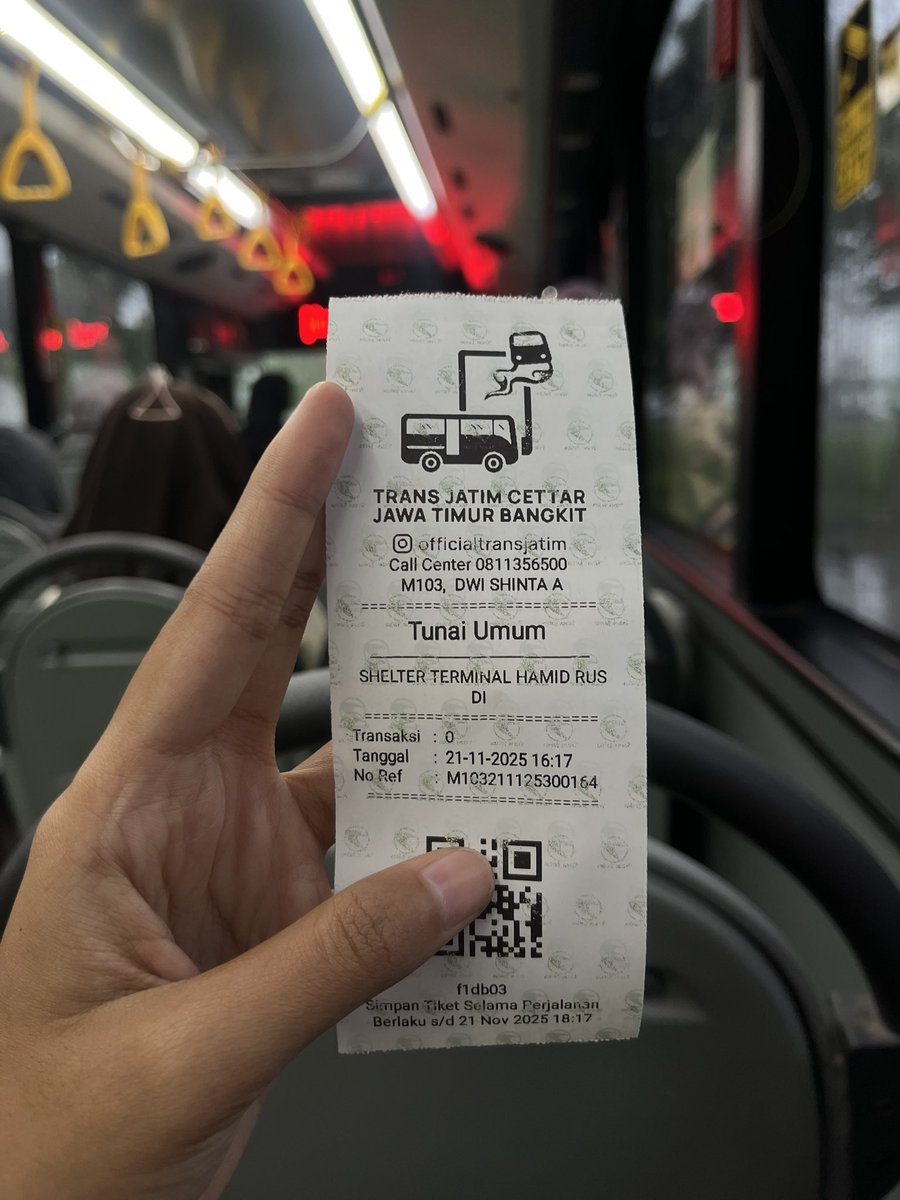 TRANS JATIM CETTAR
JAWA TIMUR BANGKIT
officialtransjatim
Call Center 0811356500
M103, DWI SHINTA A
Tunai Umum
SHELTER TERMINAL HAMID RUS
DI
Transaksi : 0
Tanggal : 21-11-2025 16:17
No Ref : M103211125300164
f1db03
Simpan Tiket Selama Perjalanan
Berlaku s/d 21 Nov 2025 18:17